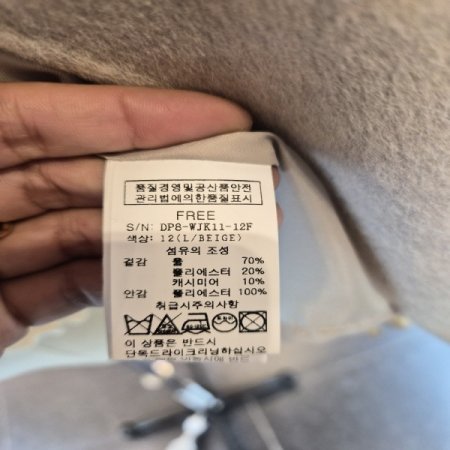 품질경영및공산품안전
관리법에의한품질표시
FREE
S/N: DP8-WJK11-12F
색상: 12(L/BEIGE)
섬유의 조성
겉감 울 70%
폴리에스터 20%
캐시미어 10%
안감 폴리에스터 100%
취급시주의사항
이 상품은 반드시
단독드라이크리닝하십시오